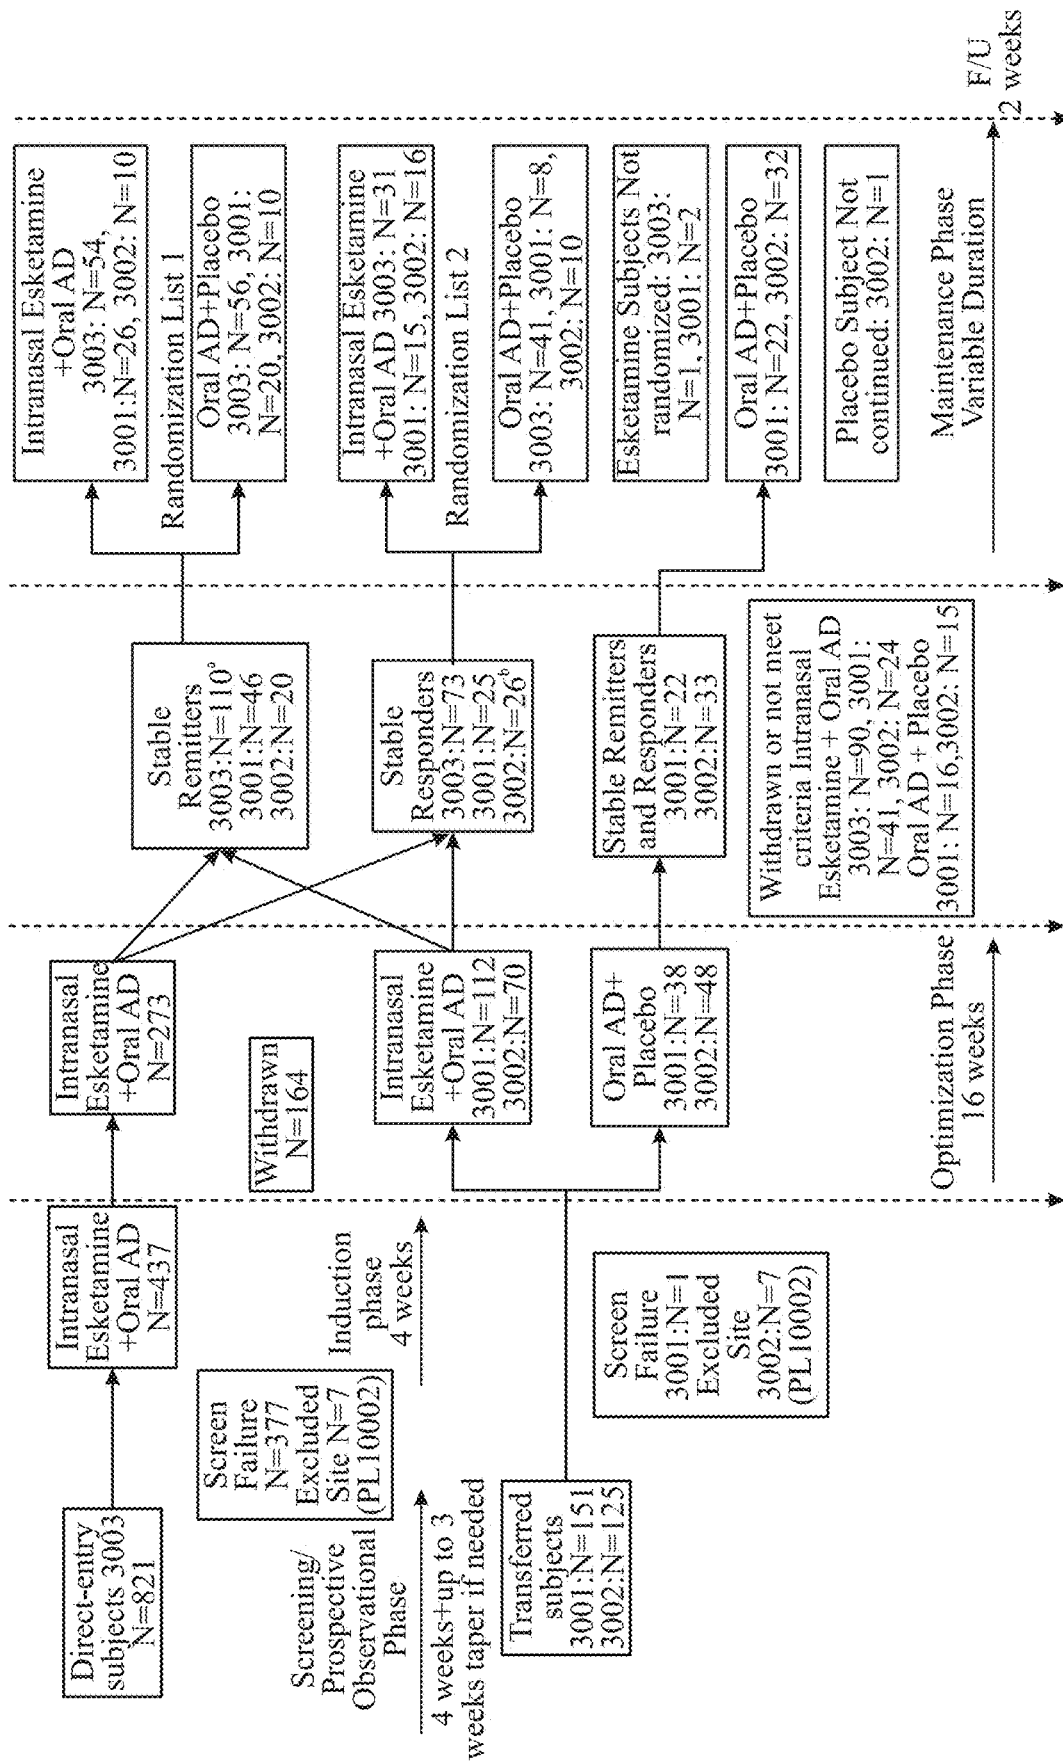 Direct-entry
subjects 3003
N=821
Screening/
Prospective
Observational
Phase
4 weeks+up to 3
weeks taper if needed
Transferred
subjects
3001:N=151
3002:N=125
Screen
Failure
N=377
Excluded
Site N=7
(PL10002)
Intranasal
Esketamine
+Oral AD
N=437
Induction
phase
4 weeks
Screen
Failure
3001:N=1
Excluded
Site
3002:N=7
(PL10002)
Intranasal
Esketamine
+Oral AD
N=273
Withdrawn
N=164
Intranasal
Esketamine
+Oral AD
3001:N=112
3002:N=70
Oral AD+
Placebo
3001:N=38
3002:N=48
Optimization Phase
16 weeks
Stable
Remitters
3003:N=110a
3001:N=46
3002:N=20
Stable
Responders
3003:N=73
3001:N=25
3002:N=26b
Stable Remitters
and Responders
3001:N=22
3002:N=33
Withdrawn or not meet
criteria Intranasal
Esketamine + Oral AD
3003: N=90, 3001:
N=41, 3002: N=24
Oral AD + Placebo
3001: N=16,3002: N=15
Intranasal Esketamine
+Oral AD
3003: N=54,
3001:N=26, 3002: N=10
Randomization List 1
Oral AD+Placebo
3003: N=56, 3001:
N=20, 3002: N=10
Intranasal Esketamine
+Oral AD 3003: N=31
3001: N=15, 3002: N=16
Randomization List 2
Oral AD+Placebo
3003: N=41, 3001: N=8,
3002: N=10
Esketamine Subjects Not
randomized: 3003:
N=1, 3001: N=2
Oral AD+Placebo
3001: N=22, 3002: N=32
Placebo Subject Not
continued: 3002: N=1
Maintenance Phase
Variable Duration
F/U
2 weeks